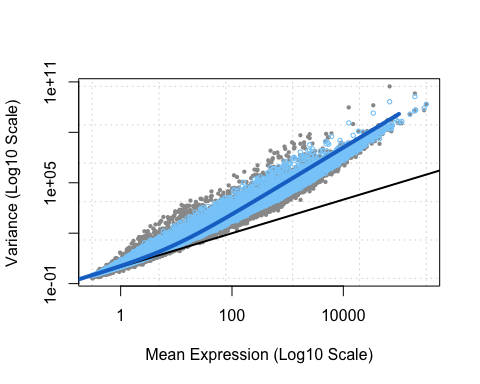 Variance (Log10 Scale)
1e+11
1e+05
1e-01
1 100 10000
Mean Expression (Log10 Scale)